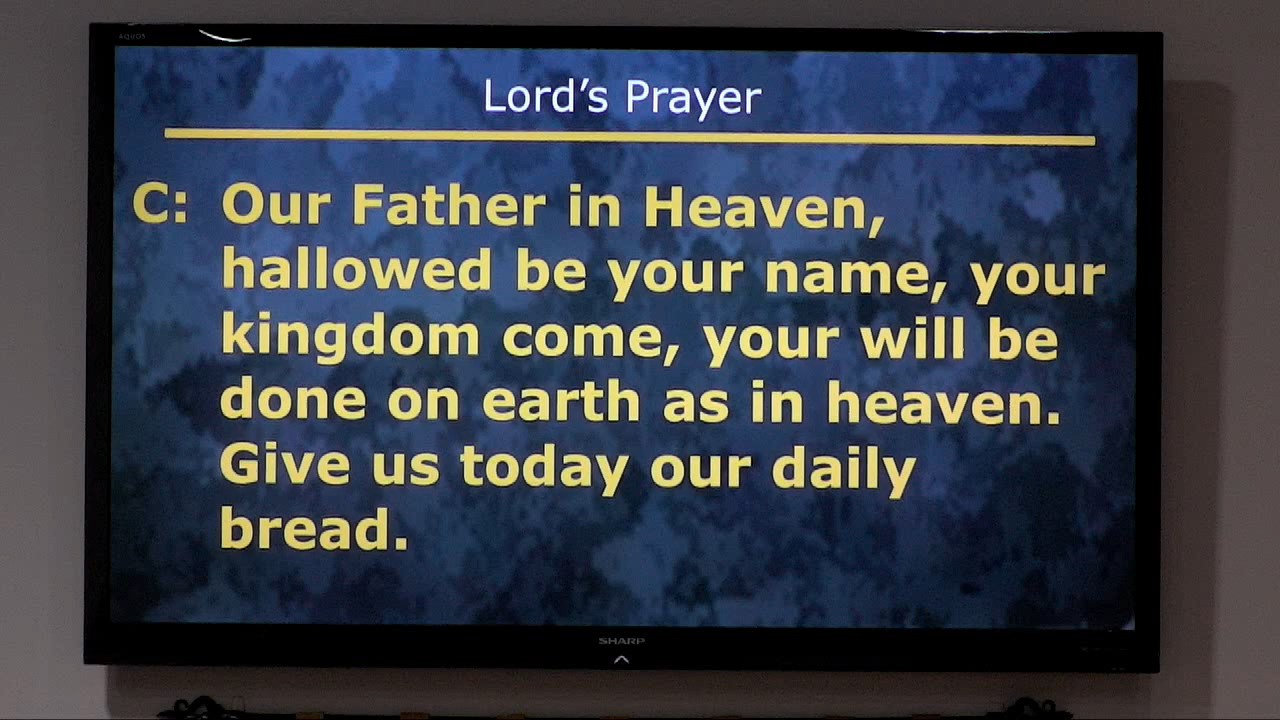 AQUOS
Lord’s Prayer
C: Our Father in Heaven,
hallowed be your name, your
kingdom come, your will be
done on earth as in heaven.
Give us today our daily
bread.
SHARP